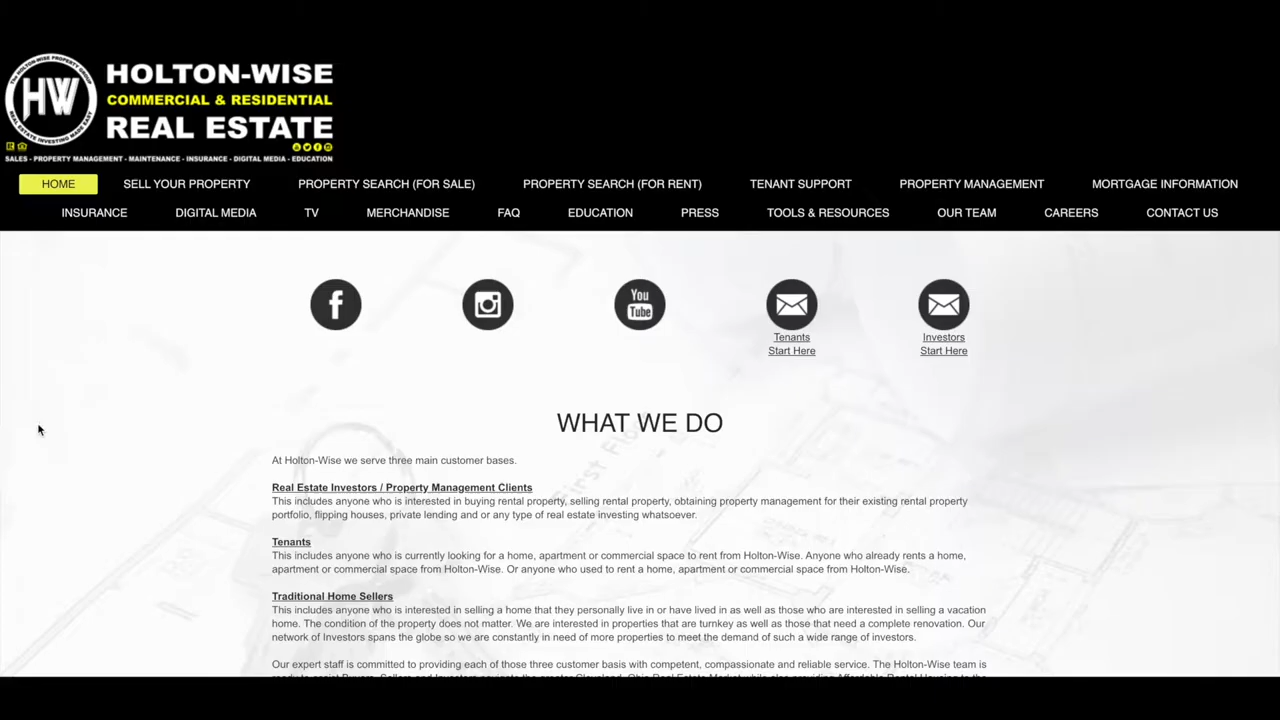 HOLTON-WISE
COMMERCIAL & RESIDENTIAL
REAL ESTATE
SALES - PROPERTY MANAGEMENT - MAINTENANCE - INSURANCE - DIGITAL MEDIA - EDUCATION
HOME SELL YOUR PROPERTY PROPERTY SEARCH (FOR SALE) PROPERTY SEARCH (FOR RENT) TENANT SUPPORT PROPERTY MANAGEMENT MORTGAGE INFORMATION
INSURANCE DIGITAL MEDIA TV MERCHANDISE FAQ EDUCATION PRESS TOOLS & RESOURCES OUR TEAM CAREERS CONTACT US
You
Tube
Tenants
Start Here
Investors
Start Here
WHAT WE DO
At Holton-Wise we serve three main customer bases.
Real Estate Investors / Property Management Clients
This includes anyone who is interested in buying rental property, selling rental property, obtaining property management for their existing rental property
portfolio, flipping houses, private lending and or any type of real estate investing whatsoever.
Tenants
This includes anyone who is currently looking for a home, apartment or commercial space to rent from Holton-Wise. Anyone who already rents a home,
apartment or commercial space from Holton-Wise. Or anyone who used to rent a home, apartment or commercial space from Holton-Wise.
Traditional Home Sellers
This includes anyone who is interested in selling a home that they personally live in or have lived in as well as those who are interested in selling a vacation
home. The condition of the property does not matter. We are interested in properties that are turnkey as well as those that need a complete renovation. Our
network of Investors spans the globe so we are constantly in need of more properties to meet the demand of such a wide range of investors.
Our expert staff is committed to providing each of those three customer basis with competent, compassionate and reliable service. The Holton-Wise team is